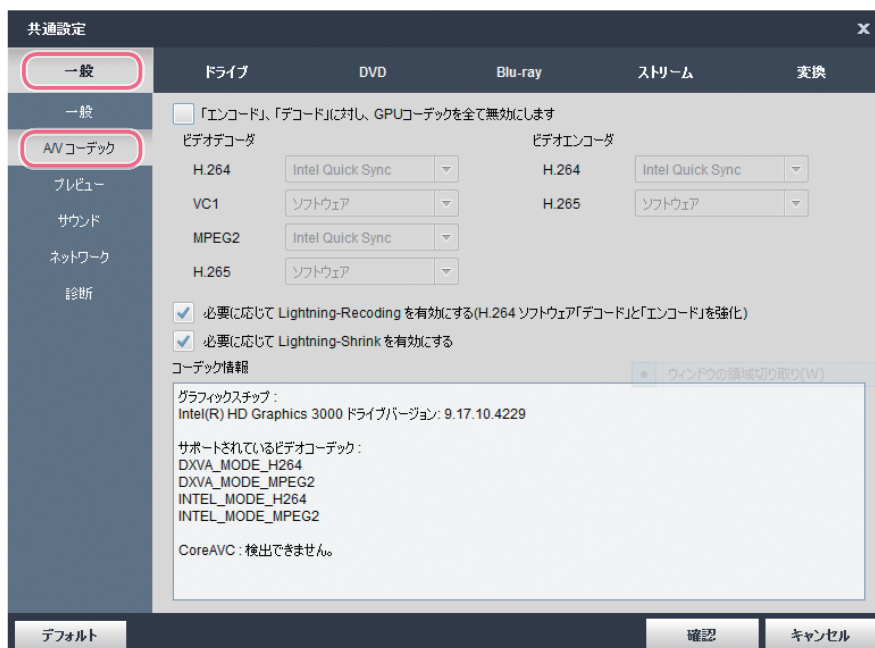 共通設定
x
一般
ドライブ
DVD
Blu-ray
ストリーム
変換
一般
A/V コーデック
プレビュー
サウンド
ネットワーク
診断
「エンコード」、「デコード」に対し、GPUコーデックを全て無効にします
ビデオデコーダ
ビデオエンコーダ
H.264 Intel Quick Sync
H.264 Intel Quick Sync
VC1 ソフトウェア
H.265 ソフトウェア
MPEG2 Intel Quick Sync
H.265 ソフトウェア
必要に応じて Lightning-Recoding を有効にする(H.264 ソフトウェア「デコード」と「エンコード」を強化)
必要に応じて Lightning-Shrink を有効にする
コーデック情報
ウィンドウの領域切り取り(W)
グラフィックスチップ :
Intel(R) HD Graphics 3000 ドライブバージョン: 9.17.10.4229
サポートされているビデオコーデック :
DXVA_MODE_H264
DXVA_MODE_MPEG2
INTEL_MODE_H264
INTEL_MODE_MPEG2
CoreAVC : 検出できません。
デフォルト
確認
キャンセル